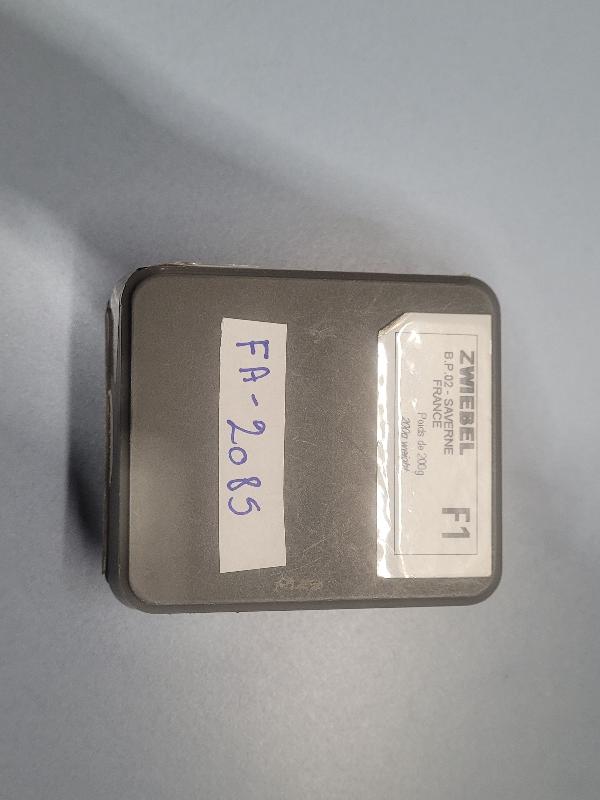 ZWIEBEL
B.P.02 - SAVERNE
FRANCE
Poids de 200g
200g weight
F1
FA-2085